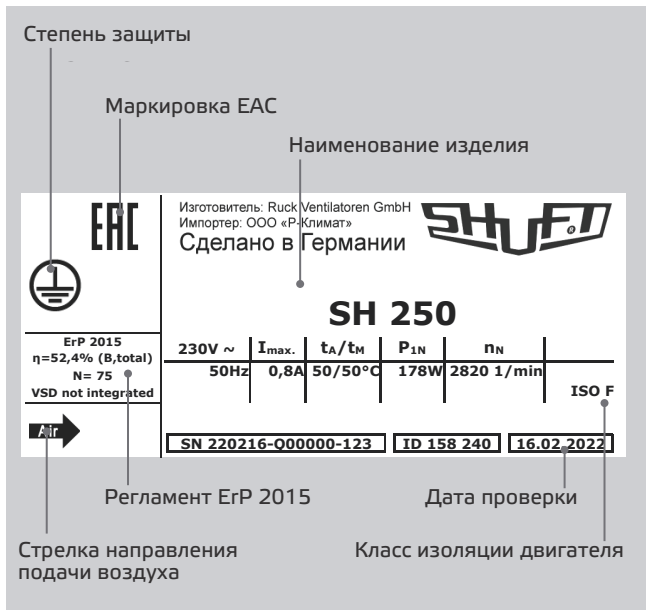 Степень защиты
Маркировка EAC
Наименование изделия
EAC
Изготовитель: Ruck Ventilatoren GmbH
Импортер: ООО «Р-Климат»
Сделано в Германии
SHUFT
®
SH 250
ErP 2015
η=52,4% (B,total)
N= 75
VSD not integrated
230V ~ Imax. tA/tM P1N nN
50Hz 0,8A 50/50°C 178W 2820 1/min
ISO F
Air
SN 220216-Q00000-123 ID 158 240 16.02.2022
Регламент ErP 2015
Дата проверки
Стрелка направления
подачи воздуха
Класс изоляции двигателя